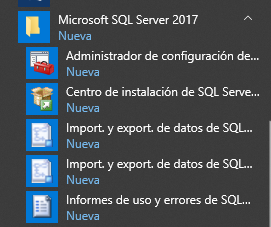 Microsoft SQL Server 2017
Nueva
Administrador de configuración de...
Nueva
Centro de instalación de SQL Serve...
Nueva
Import. y export. de datos de SQL...
Nueva
Import. y export. de datos de SQL...
Nueva
Informes de uso y errores de SQL...
Nueva